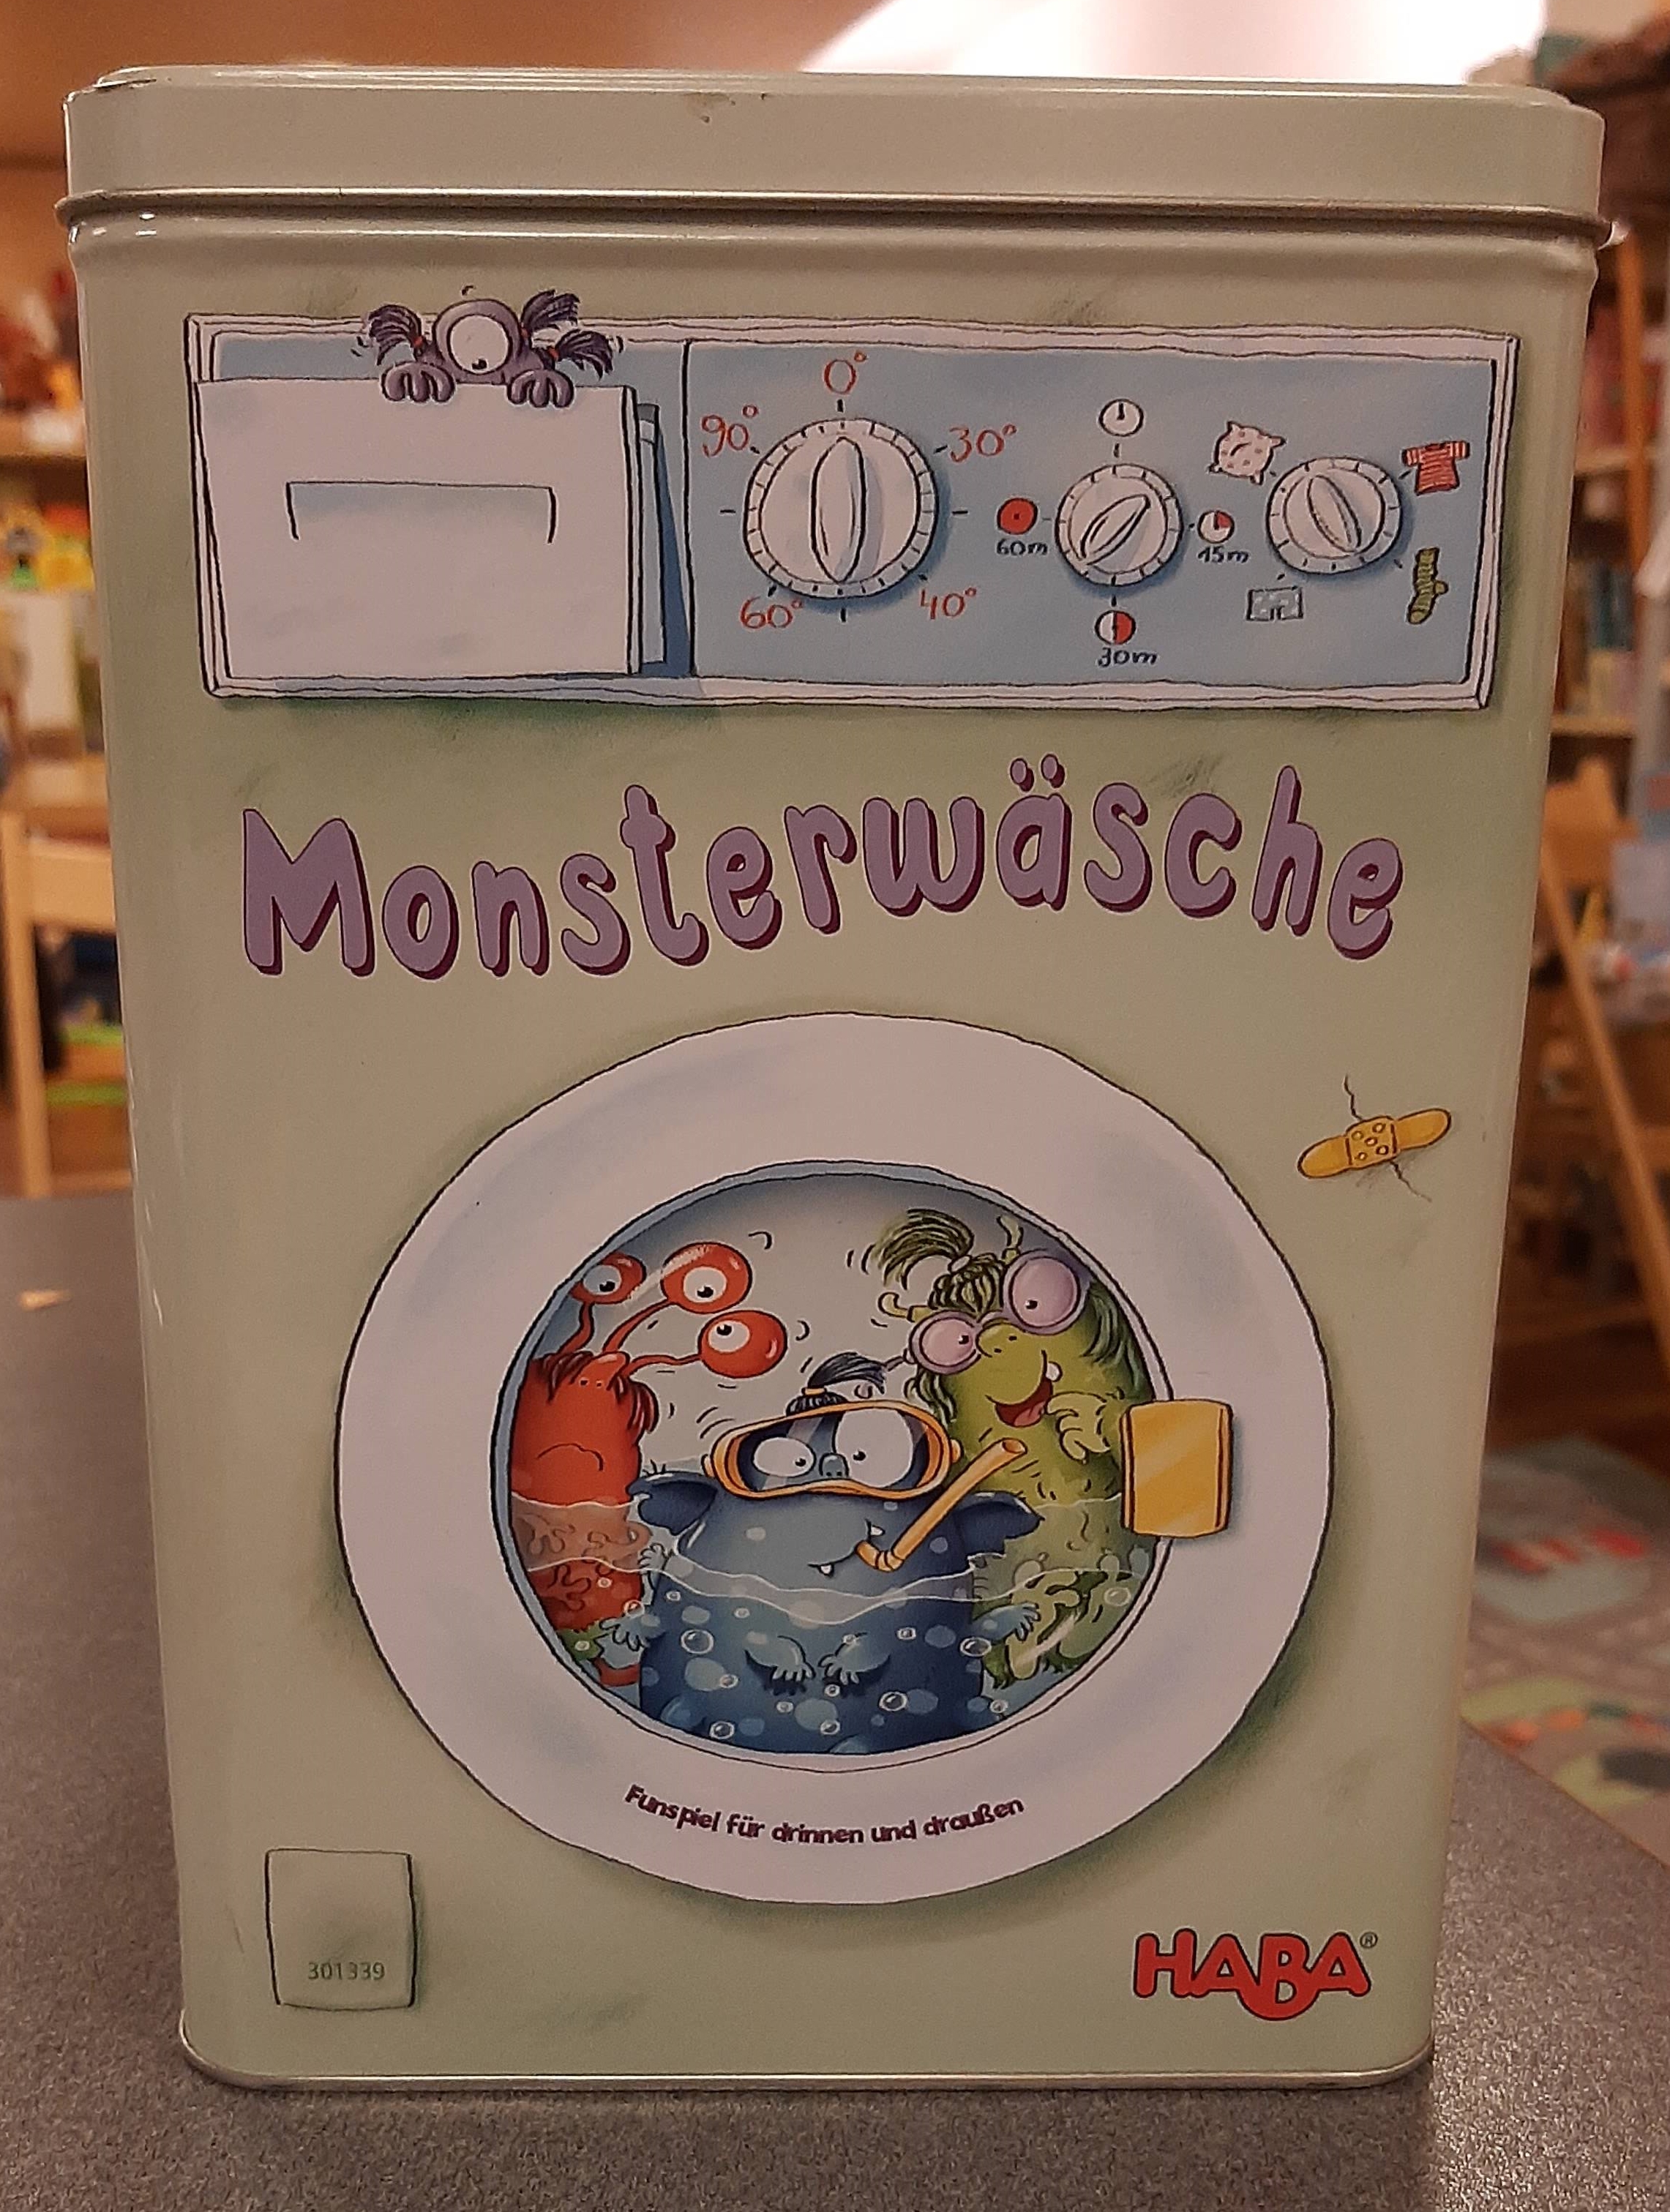 0°
90°
30°
60m
15m
60°
40°
30m
Monsterwäsche
Funspiel für drinnen und draußen
301339
HABA®